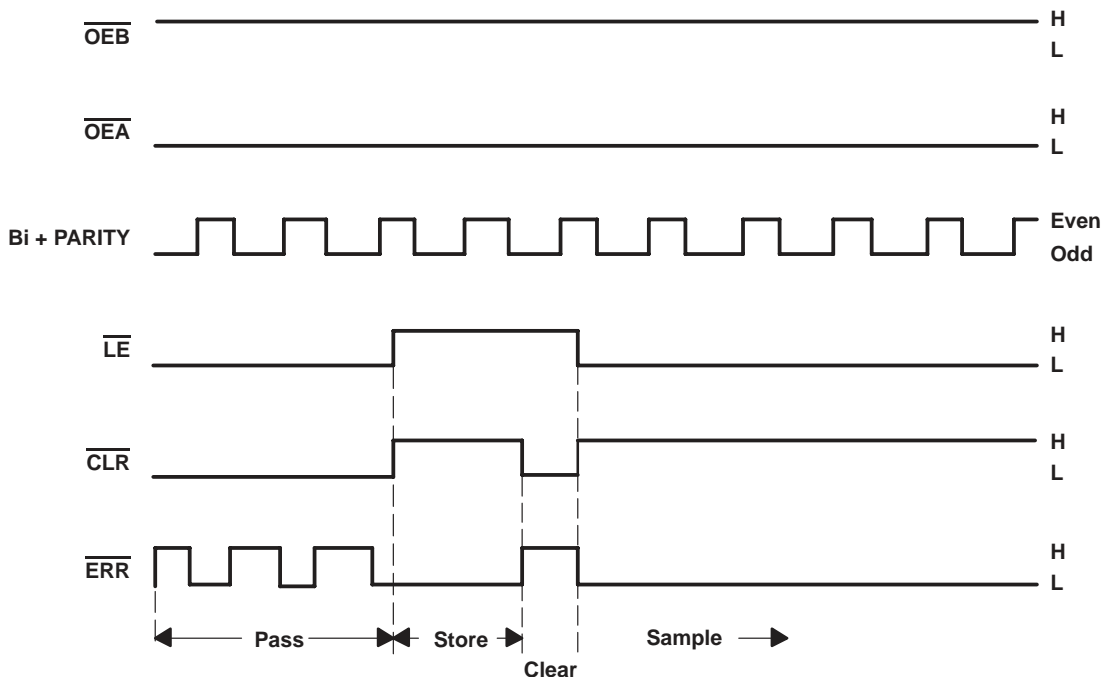 OEB
H
L
OEA
H
L
Bi + PARITY
Even
Odd
LE
H
L
CLR
H
L
ERR
H
L
Pass
Store
Sample
Clear